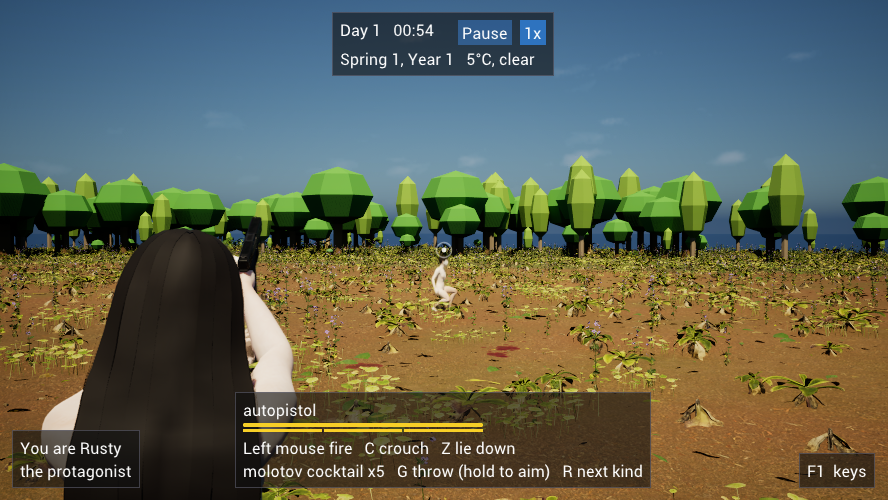 Day 1 00:54 Pause 1x
Spring 1, Year 1 5°C, clear
autopistol
Left mouse fire C crouch Z lie down
molotov cocktail x5 G throw (hold to aim) R next kind
You are Rusty
the protagonist
F1 keys